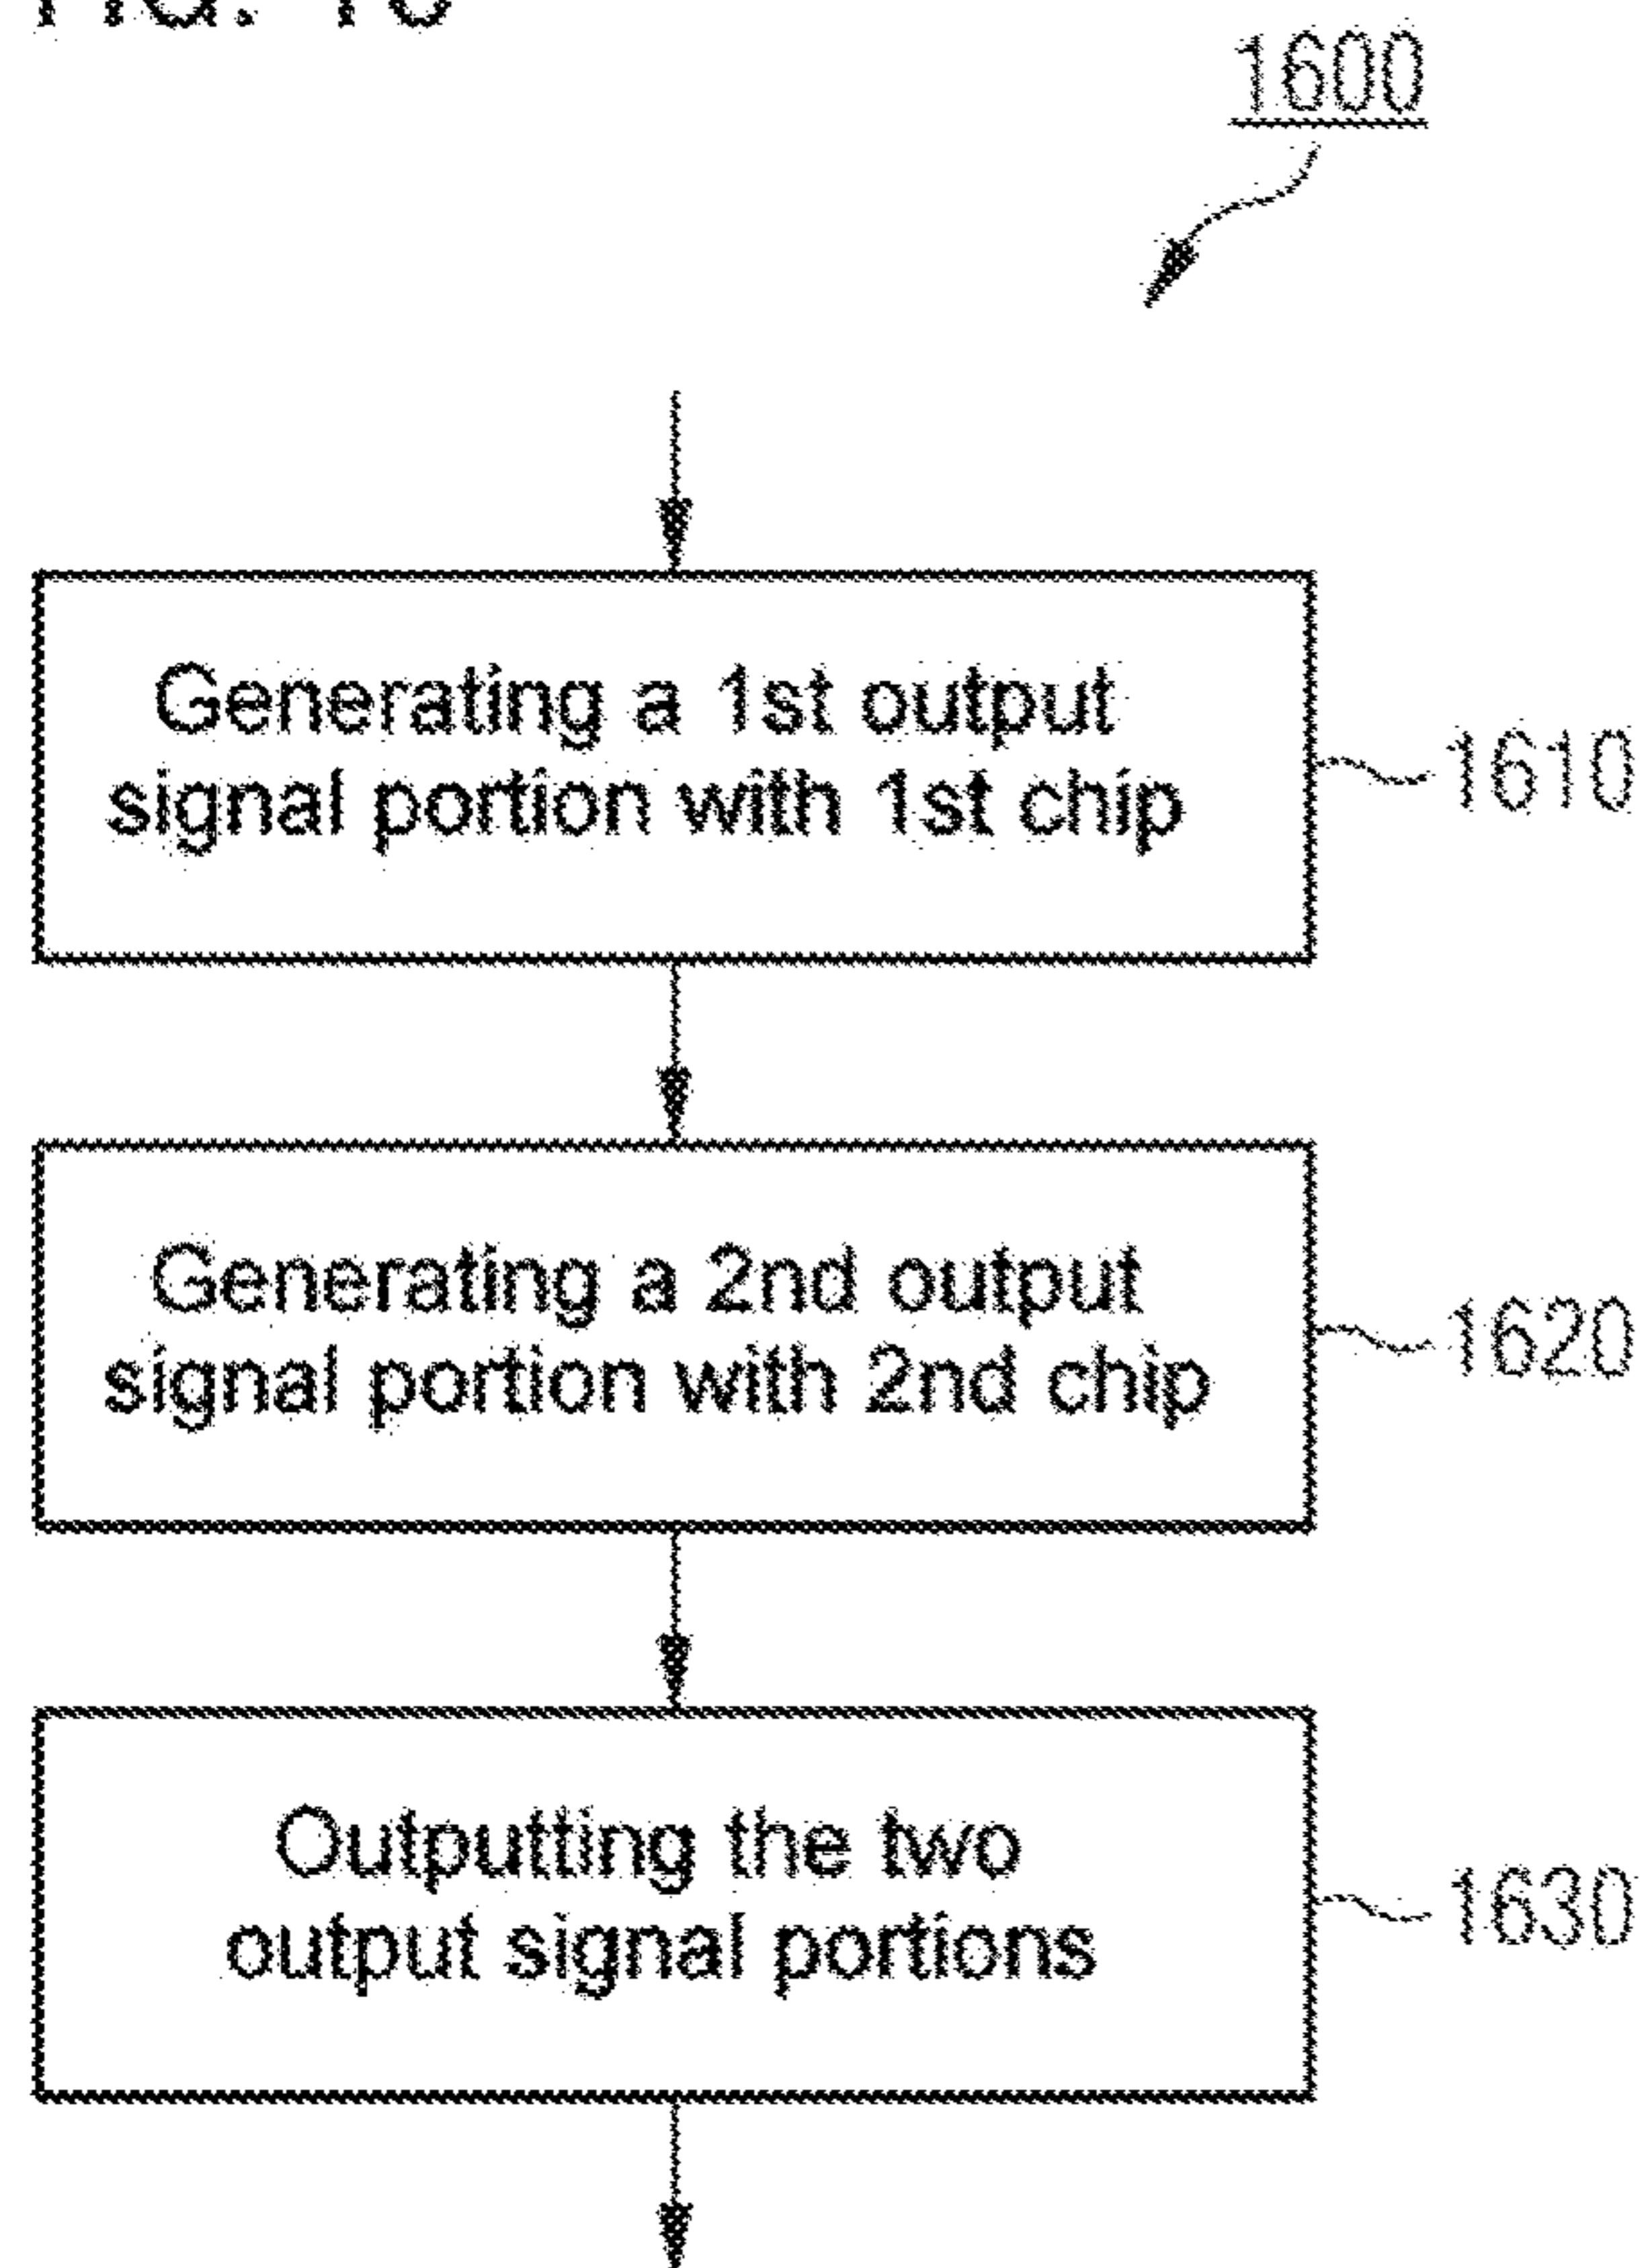 1600
Generating a 1st output
signal portion with 1st chip
1610
Generating a 2nd output
signal portion with 2nd chip
1620
Outputting the two
output signal portions
1630